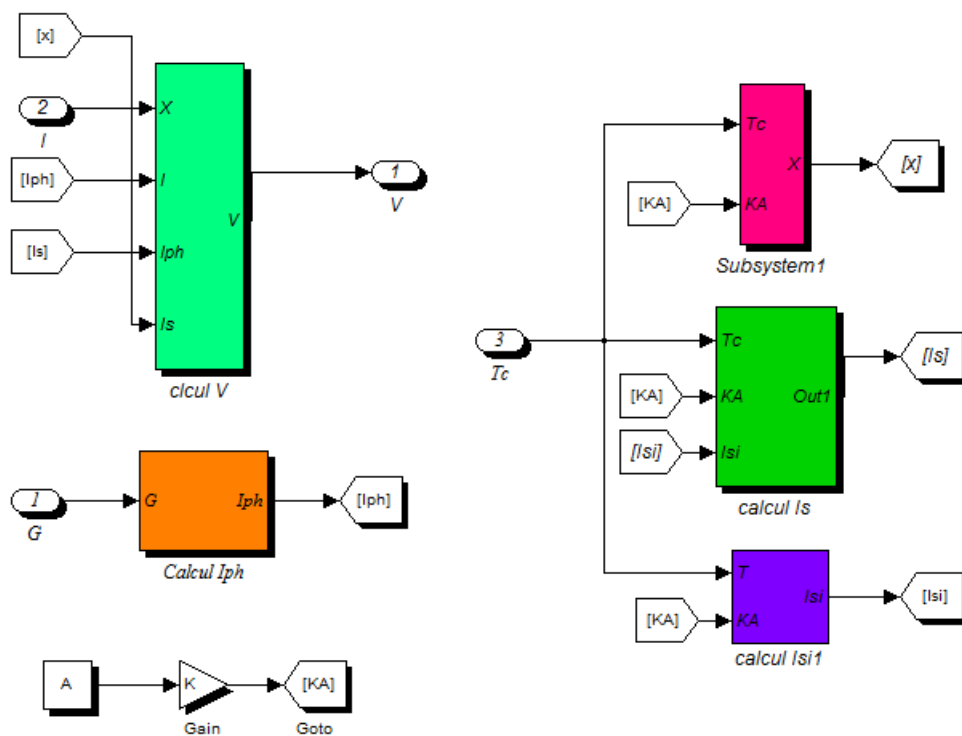 [x]
2
I
[Iph]
[Is]
X
I
Iph
Is
V
clcul V
1
V
1
G
G
Iph
Calcul Iph
[Iph]
A
K
Gain
[KA]
Goto
3
Tc
Tc
[KA]
KA
X
Subsystem1
[x]
Tc
[KA]
KA
[Isi]
Isi
Out1
calcul Is
[Is]
T
[KA]
KA
Isi
calcul Isi1
[Isi]